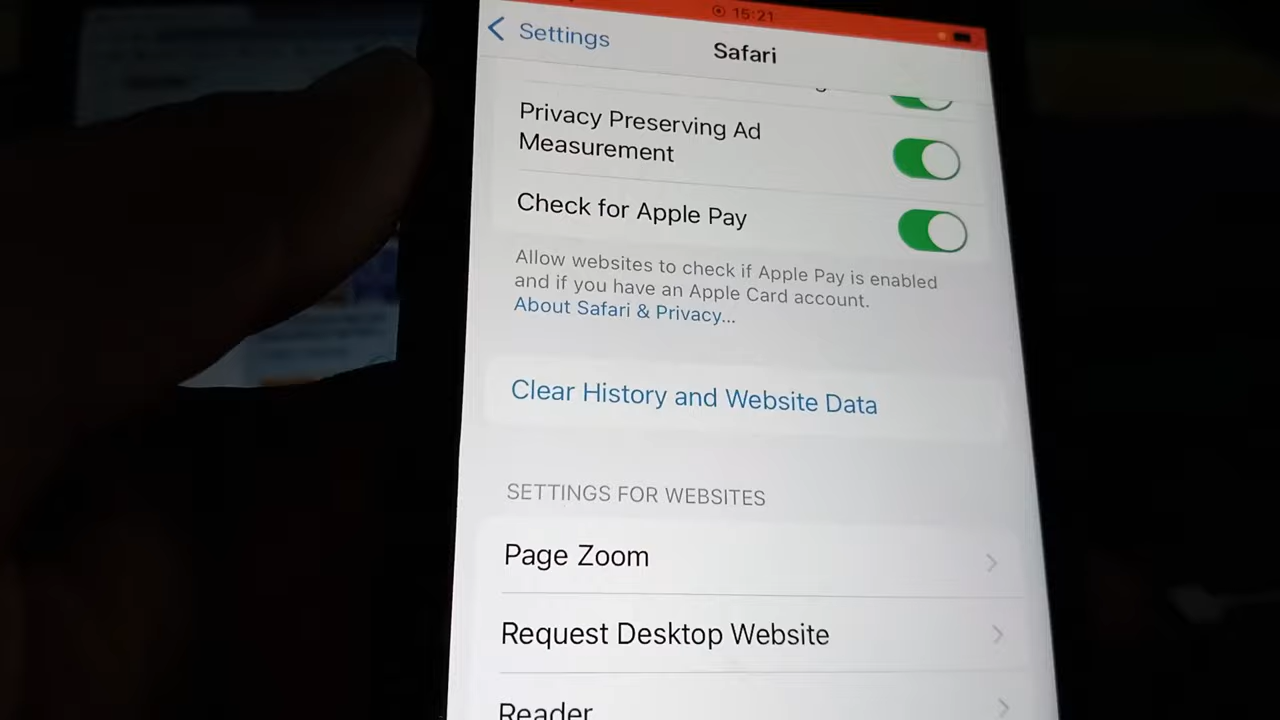 15:21
Settings
Safari
Privacy Preserving Ad
Measurement
Check for Apple Pay
Allow websites to check if Apple Pay is enabled
and if you have an Apple Card account.
About Safari & Privacy...
Clear History and Website Data
SETTINGS FOR WEBSITES
Page Zoom
Request Desktop Website
Reader